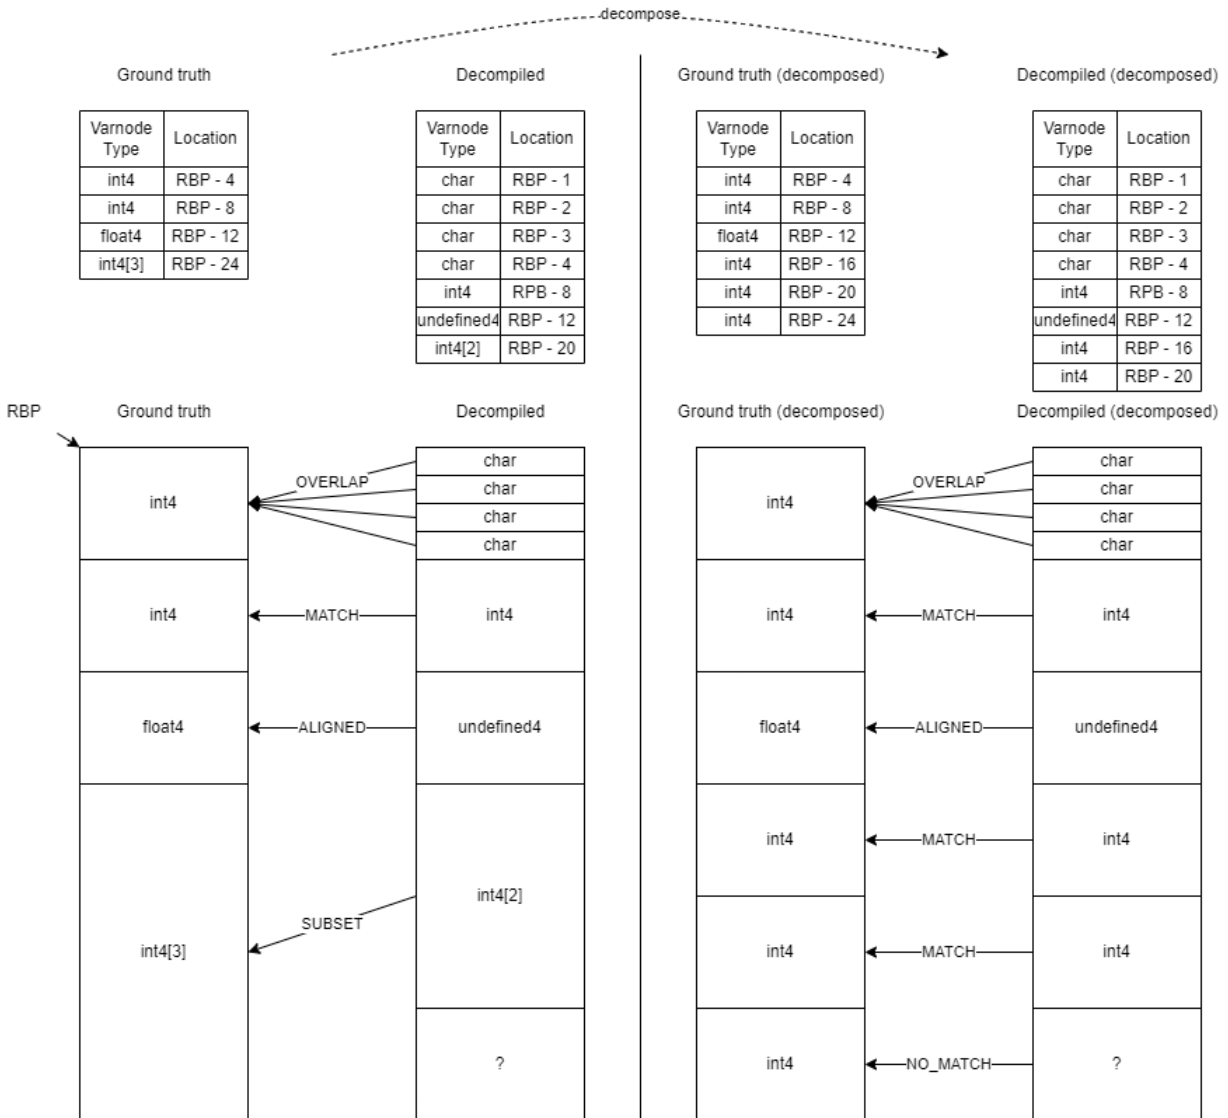 decompose
Ground truth
Decompiled
Ground truth (decomposed)
Decompiled (decomposed)
Varnode Type Location
int4 RBP - 4
int4 RBP - 8
float4 RBP - 12
int4[3] RBP - 24
Varnode Type Location
char RBP - 1
char RBP - 2
char RBP - 3
char RBP - 4
int4 RPB - 8
undefined4 RBP - 12
int4[2] RBP - 20
Varnode Type Location
int4 RBP - 4
int4 RBP - 8
float4 RBP - 12
int4 RBP - 16
int4 RBP - 20
int4 RBP - 24
Varnode Type Location
char RBP - 1
char RBP - 2
char RBP - 3
char RBP - 4
int4 RPB - 8
undefined4 RBP - 12
int4 RBP - 16
int4 RBP - 20
RBP
Ground truth
Decompiled
int4
OVERLAP
char
char
char
char
int4
MATCH
int4
float4
ALIGNED
undefined4
int4[3]
SUBSET
int4[2]
?
Ground truth (decomposed)
Decompiled (decomposed)
int4
OVERLAP
char
char
char
char
int4
MATCH
int4
float4
ALIGNED
undefined4
int4
MATCH
int4
int4
MATCH
int4
int4
NO_MATCH
?